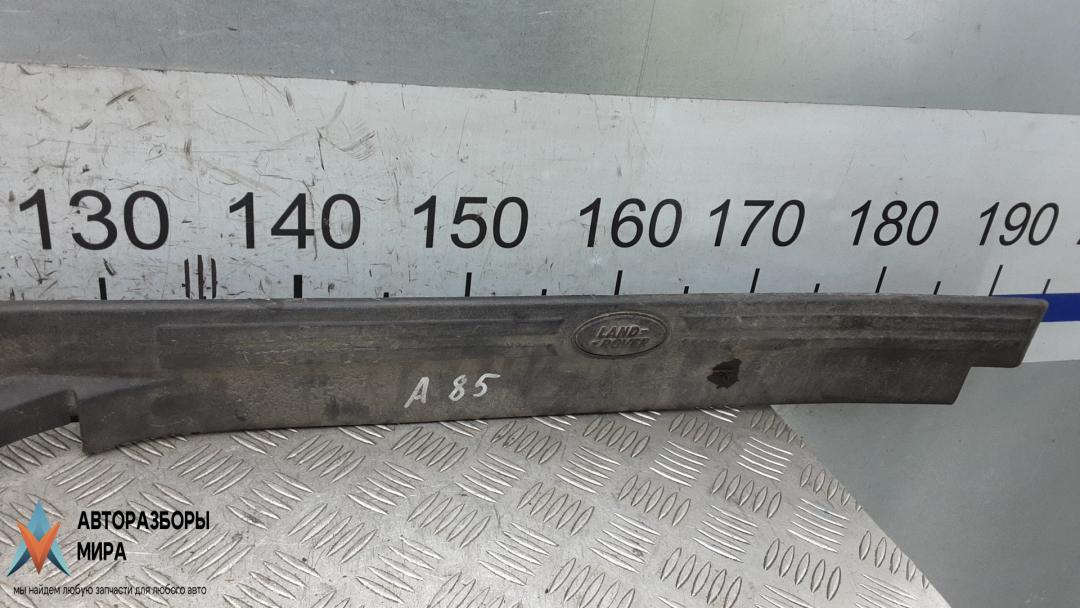 130 140 150 160 170 180 190
LAND-
-ROVER
A 85
АВТОРАЗБОРЫ
МИРА
мы найдем любую запчасти для любого авто